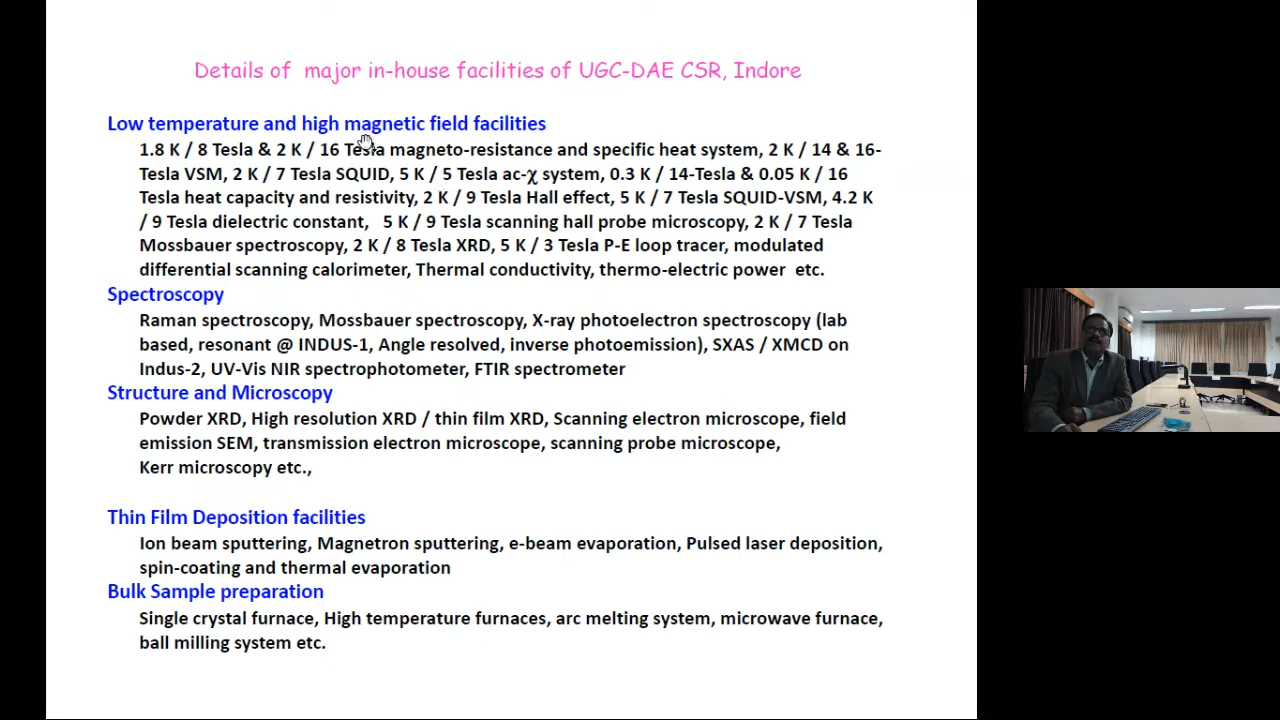 Details of major in-house facilities of UGC-DAE CSR, Indore
Low temperature and high magnetic field facilities
1.8 K / 8 Tesla & 2 K / 16 Tesla magneto-resistance and specific heat system, 2 K / 14 & 16-
Tesla VSM, 2 K / 7 Tesla SQUID, 5 K / 5 Tesla ac-χ system, 0.3 K / 14-Tesla & 0.05 K / 16
Tesla heat capacity and resistivity, 2 K / 9 Tesla Hall effect, 5 K / 7 Tesla SQUID-VSM, 4.2 K
/ 9 Tesla dielectric constant, 5 K / 9 Tesla scanning hall probe microscopy, 2 K / 7 Tesla
Mossbauer spectroscopy, 2 K / 8 Tesla XRD, 5 K / 3 Tesla P-E loop tracer, modulated
differential scanning calorimeter, Thermal conductivity, thermo-electric power etc.
Spectroscopy
Raman spectroscopy, Mossbauer spectroscopy, X-ray photoelectron spectroscopy (lab
based, resonant @ INDUS-1, Angle resolved, inverse photoemission), SXAS / XMCD on
Indus-2, UV-Vis NIR spectrophotometer, FTIR spectrometer
Structure and Microscopy
Powder XRD, High resolution XRD / thin film XRD, Scanning electron microscope, field
emission SEM, transmission electron microscope, scanning probe microscope,
Kerr microscopy etc.,
Thin Film Deposition facilities
Ion beam sputtering, Magnetron sputtering, e-beam evaporation, Pulsed laser deposition,
spin-coating and thermal evaporation
Bulk Sample preparation
Single crystal furnace, High temperature furnaces, arc melting system, microwave furnace,
ball milling system etc.